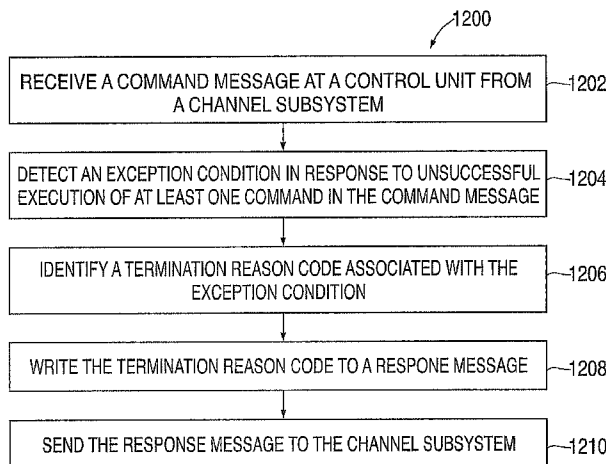 1200
RECEIVE A COMMAND MESSAGE AT A CONTROL UNIT FROM
A CHANNEL SUBSYSTEM
1202
DETECT AN EXCEPTION CONDITION IN RESPONSE TO UNSUCCESSFUL
EXECUTION OF AT LEAST ONE COMMAND IN THE COMMAND MESSAGE
1204
IDENTIFY A TERMINATION REASON CODE ASSOCIATED WITH THE
EXCEPTION CONDITION
1206
WRITE THE TERMINATION REASON CODE TO A RESPONE MESSAGE
1208
SEND THE RESPONSE MESSAGE TO THE CHANNEL SUBSYSTEM
1210